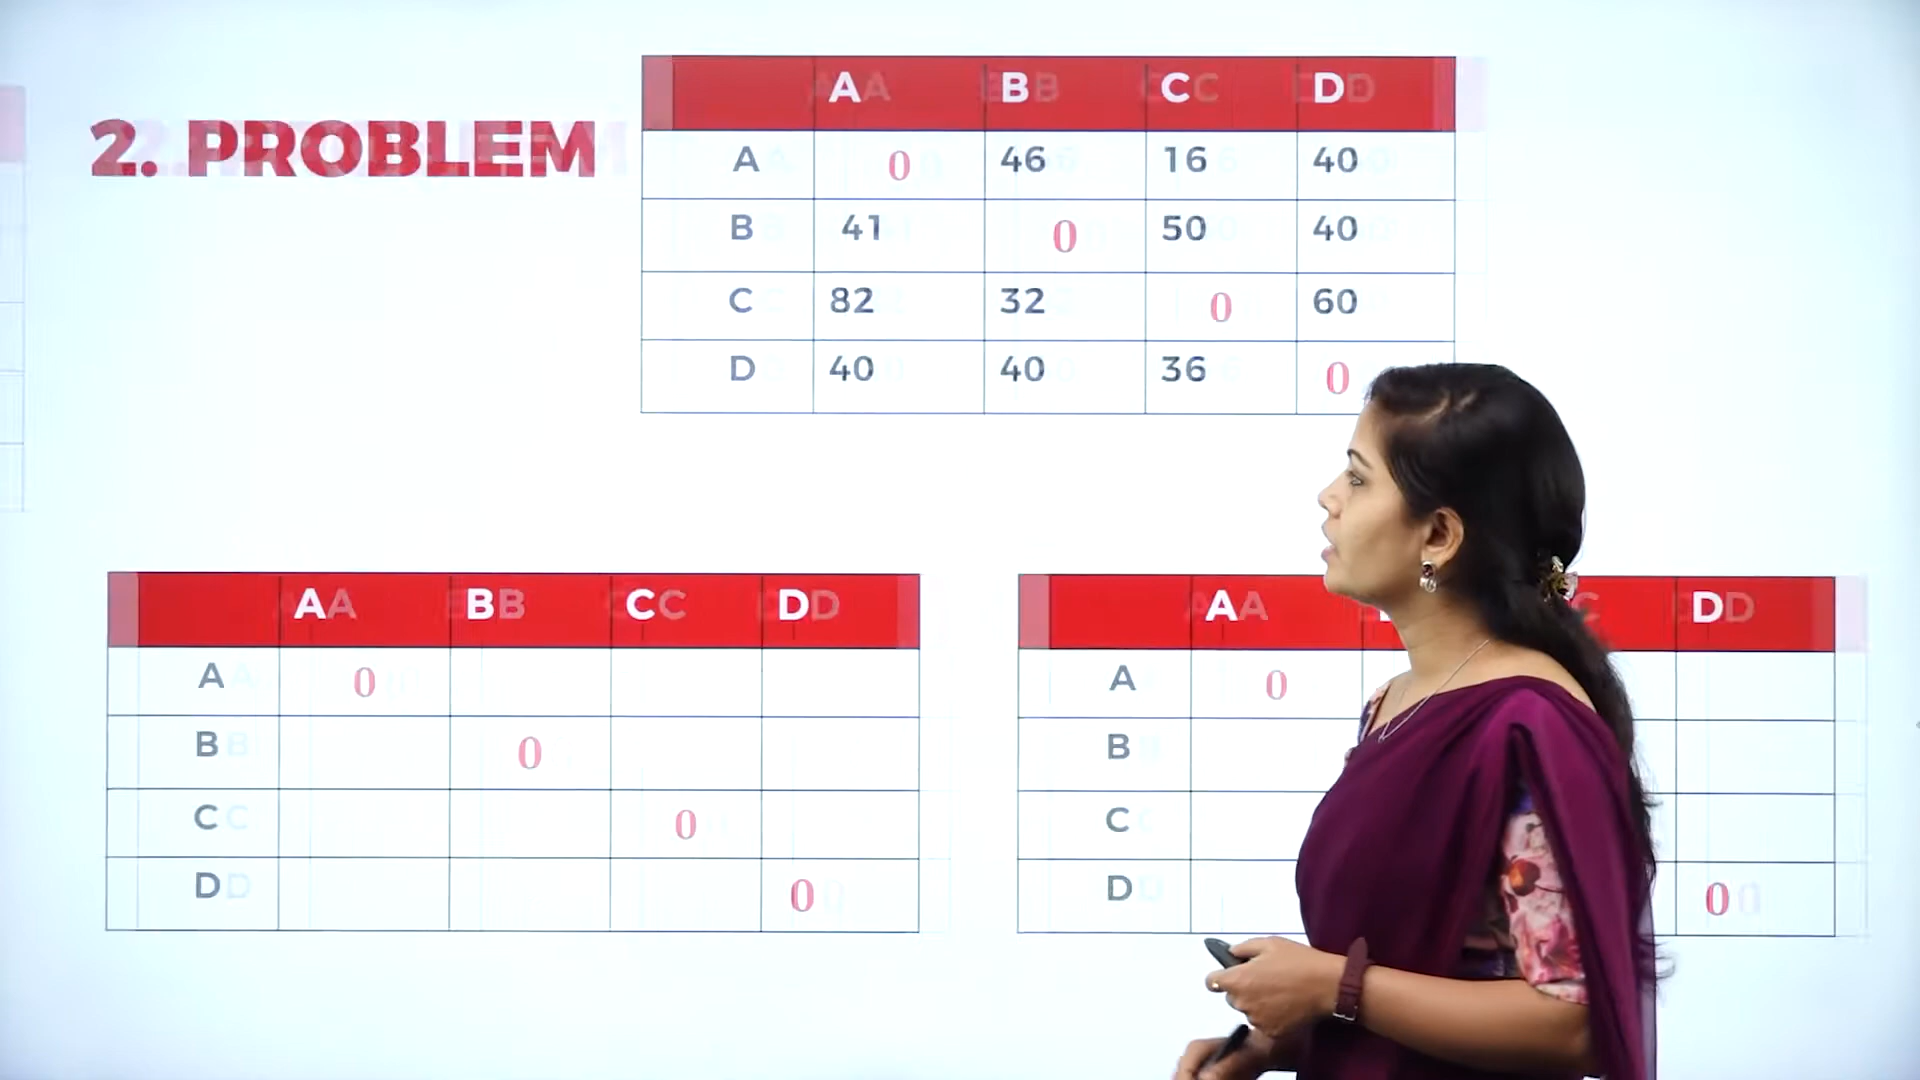 2. PROBLEM
A B C D
A 0 46 16 40
B 41 0 50 40
C 82 32 0 60
D 40 40 36 0
A B C D
A 0
B 0
C 0
D 0
A D
A 0
B
C
D 0